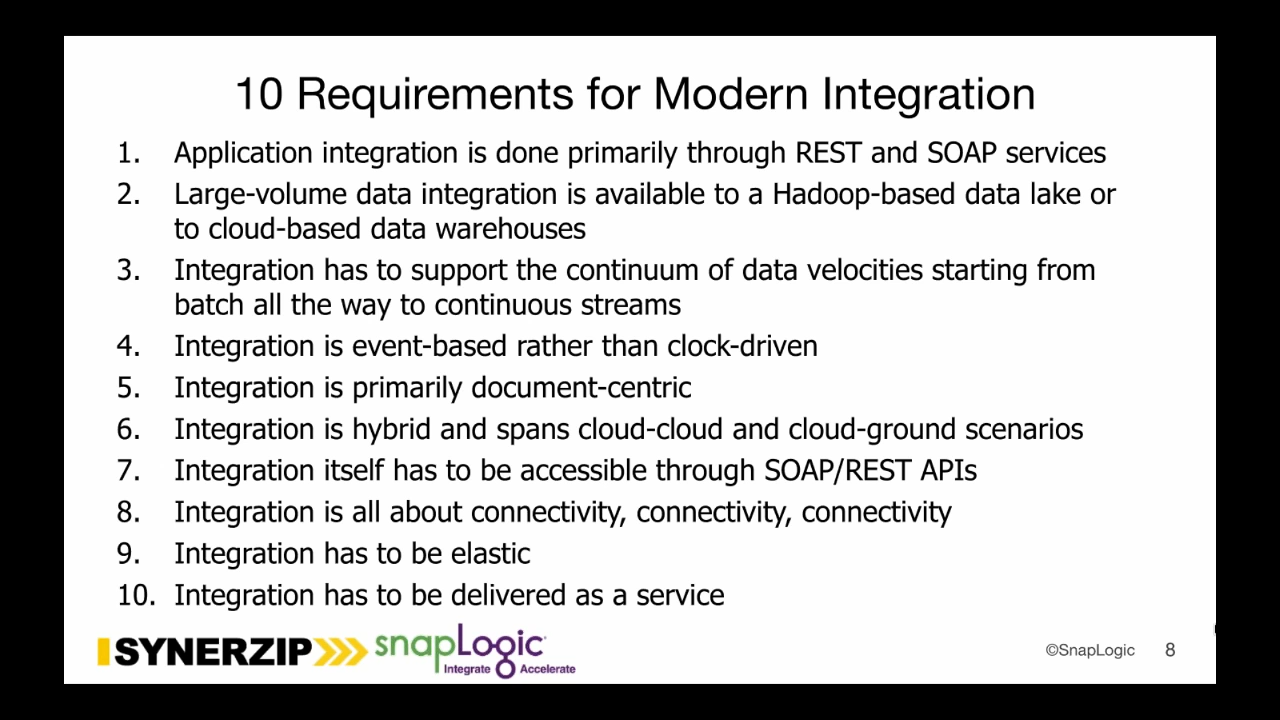 10 Requirements for Modern Integration
1. Application integration is done primarily through REST and SOAP services
2. Large-volume data integration is available to a Hadoop-based data lake or
to cloud-based data warehouses
3. Integration has to support the continuum of data velocities starting from
batch all the way to continuous streams
4. Integration is event-based rather than clock-driven
5. Integration is primarily document-centric
6. Integration is hybrid and spans cloud-cloud and cloud-ground scenarios
7. Integration itself has to be accessible through SOAP/REST APIs
8. Integration is all about connectivity, connectivity, connectivity
9. Integration has to be elastic
10. Integration has to be delivered as a service
SYNERZIP
snapLogic
Integrate Accelerate
©SnapLogic 8